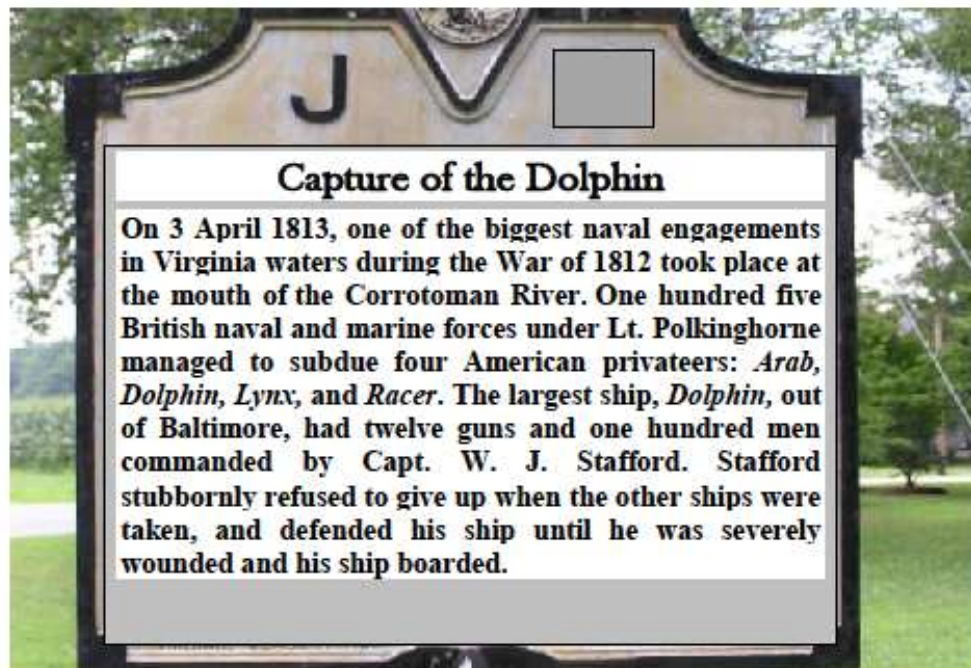 J
Capture of the Dolphin
On 3 April 1813, one of the biggest naval engagements
in Virginia waters during the War of 1812 took place at
the mouth of the Corrotoman River. One hundred five
British naval and marine forces under Lt. Polkinghorne
managed to subdue four American privateers: Arab,
Dolphin, Lynx, and Racer. The largest ship, Dolphin, out
of Baltimore, had twelve guns and one hundred men
commanded by Capt. W. J. Stafford. Stafford
stubbornly refused to give up when the other ships were
taken, and defended his ship until he was severely
wounded and his ship boarded.